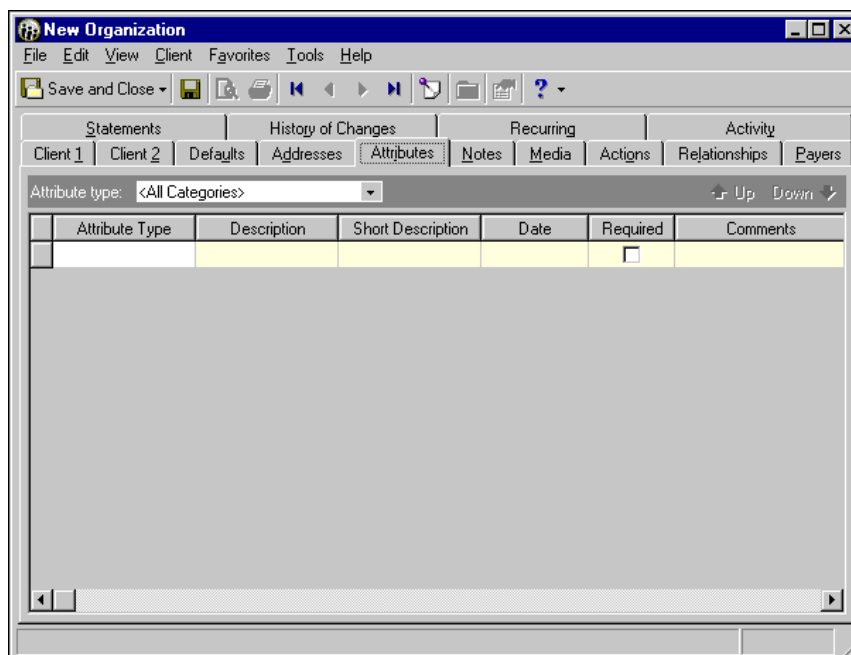 New Organization
File Edit View Client Favorites Tools Help
Save and Close ?
Statements History of Changes Recurring Activity
Client 1 Client 2 Defaults Addresses Attributes Notes Media Actions Relationships Payers
Attribute type: <All Categories> Up Down
Attribute Type Description Short Description Date Required Comments